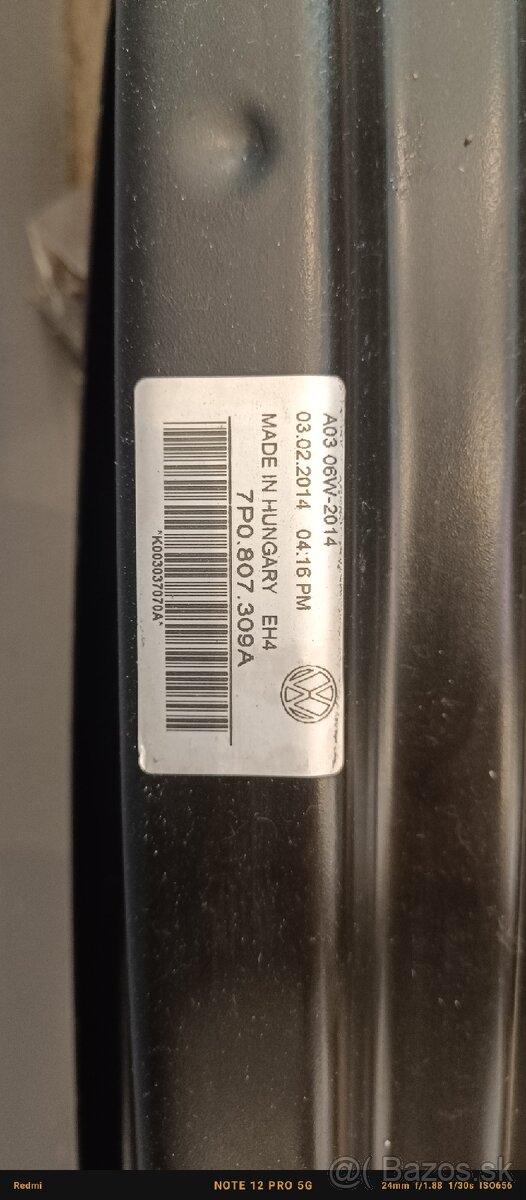 A03 06W-2014
03.02.2014 04:16 PM
MADE IN HUNGARY EH4
7P0.807.309A
*K003037070A*
Redmi
NOTE 12 PRO 5G
24mm f/1.88 1/30s ISO656
@( Bazos.sk